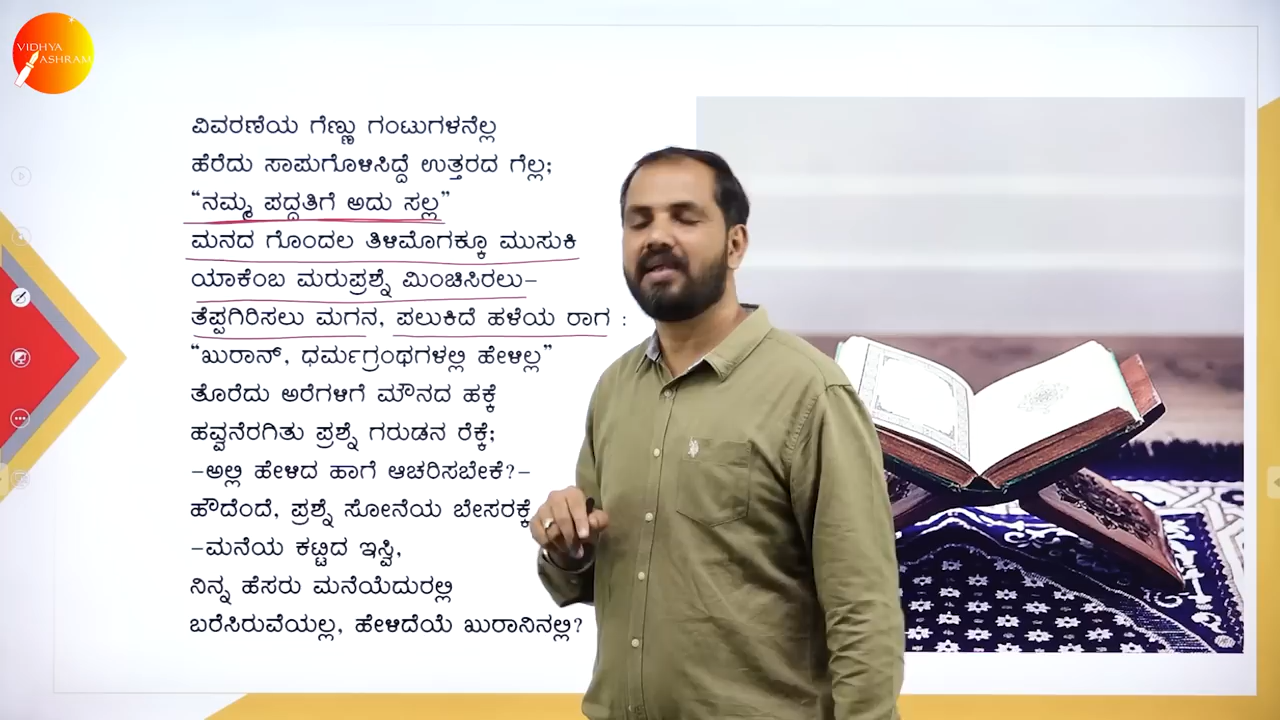 VIDHYA
ASHRAM
ವಿವರಣೆಯ ಗೆಣ್ಣು ಗಂಟುಗಳನೆಲ್ಲ
ಹೆರೆದು ಸಾಪುಗೊಳಿಸಿದ್ದೆ ಉತ್ತರದ ಗೆಲ್ಲ;
“ನಮ್ಮ ಪದ್ಧತಿಗೆ ಅದು ಸಲ್ಲ”
ಮನದ ಗೊಂದಲ ತಿಳಿಮೊಗಕ್ಕೂ ಮುಸುಕಿ
ಯಾಕೆಂಬ ಮರುಪ್ರಶ್ನೆ ಮಿಂಚಿಸಿರಲು–
ತೆಪ್ಪಗಿರಿಸಲು ಮಗನ, ಪಲುಕಿದೆ ಹಳೆಯ ರಾಗ :
“ಖುರಾನ್, ಧರ್ಮಗ್ರಂಥಗಳಲ್ಲಿ ಹೇಳಿಲ್ಲ”
ತೊರೆದು ಅರೆಗಳಿಗೆ ಮೌನದ ಹಕ್ಕೆ
ಹವ್ವನೆರಗಿತು ಪ್ರಶ್ನೆ ಗರುಡನ ರೆಕ್ಕೆ;
–ಅಲ್ಲಿ ಹೇಳಿದ ಹಾಗೆ ಆಚರಿಸಬೇಕೆ?–
ಹೌದೆಂದೆ, ಪ್ರಶ್ನೆ ಸೋನೆಯ ಬೇಸರಕ್ಕೆ
–ಮನೆಯ ಕಟ್ಟಿದ ಇಸ್ವಿ,
ನಿನ್ನ ಹೆಸರು ಮನೆಯೆದುರಲ್ಲಿ
ಬರೆಸಿರುವೆಯಲ್ಲ, ಹೇಳಿದೆಯೆ ಖುರಾನಿನಲ್ಲಿ?